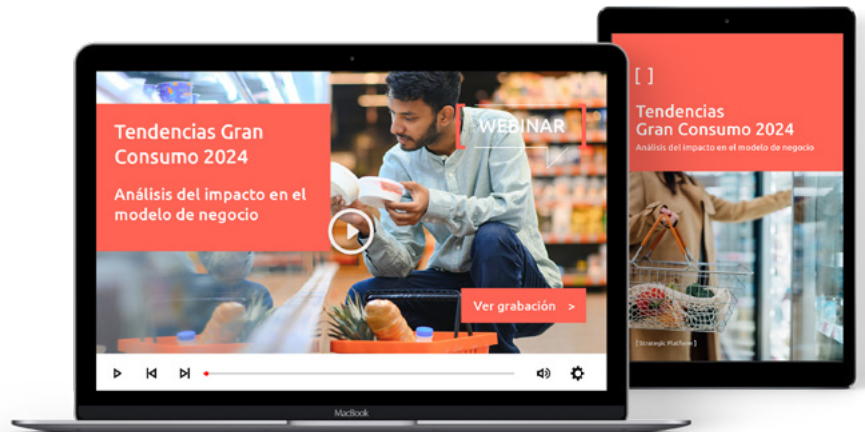 Tendencias Gran
Consumo 2024
Análisis del impacto en el
modelo de negocio
[ WEBINAR ]
Ver grabación >
MacBook
[ ]
Tendencias
Gran Consumo 2024
Análisis del impacto en el modelo de negocio
[ Strategic Platform ]